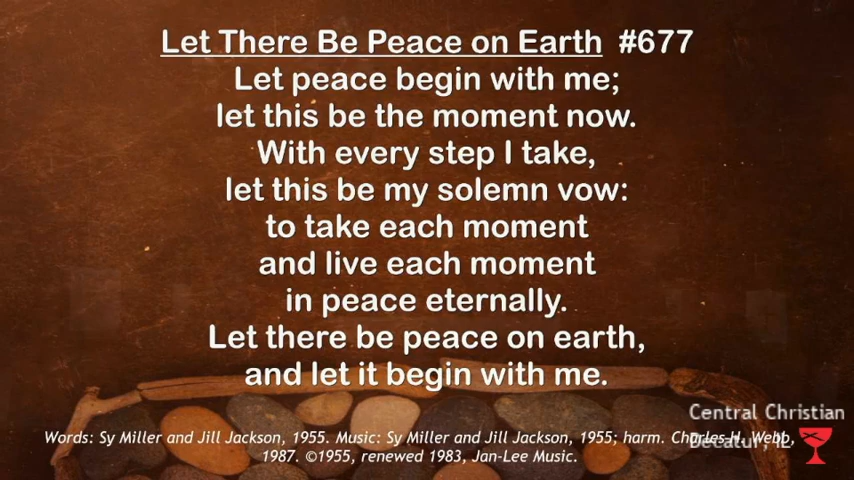 Let There Be Peace on Earth #677
Let peace begin with me;
let this be the moment now.
With every step I take,
let this be my solemn vow:
to take each moment
and live each moment
in peace eternally.
Let there be peace on earth,
and let it begin with me.
Central Christian
Decatur, IL
Words: Sy Miller and Jill Jackson, 1955. Music: Sy Miller and Jill Jackson, 1955; harm. Charles H. Webb,
1987. ©1955, renewed 1983, Jan-Lee Music.